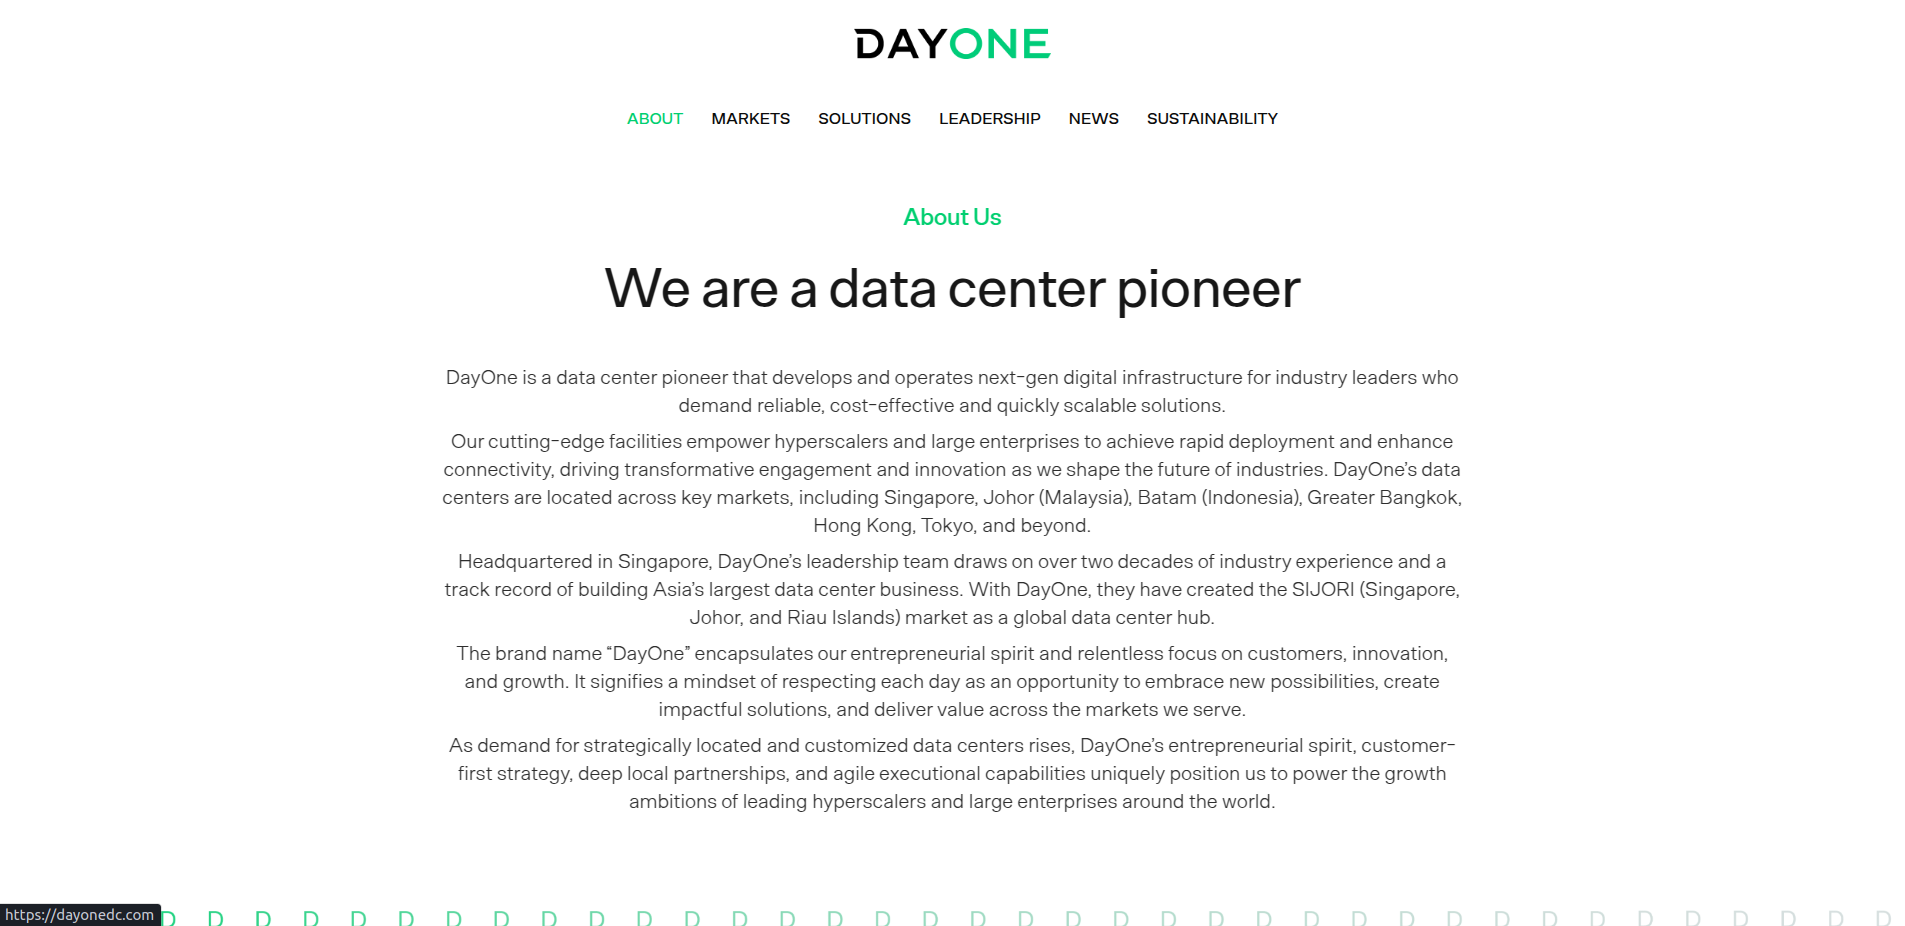 DAYONE
ABOUT MARKETS SOLUTIONS LEADERSHIP NEWS SUSTAINABILITY
About Us
We are a data center pioneer
DayOne is a data center pioneer that develops and operates next-gen digital infrastructure for industry leaders who
demand reliable, cost-effective and quickly scalable solutions.
Our cutting-edge facilities empower hyperscalers and large enterprises to achieve rapid deployment and enhance
connectivity, driving transformative engagement and innovation as we shape the future of industries. DayOne’s data
centers are located across key markets, including Singapore, Johor (Malaysia), Batam (Indonesia), Greater Bangkok,
Hong Kong, Tokyo, and beyond.
Headquartered in Singapore, DayOne’s leadership team draws on over two decades of industry experience and a
track record of building Asia’s largest data center business. With DayOne, they have created the SIJORI (Singapore,
Johor, and Riau Islands) market as a global data center hub.
The brand name “DayOne” encapsulates our entrepreneurial spirit and relentless focus on customers, innovation,
and growth. It signifies a mindset of respecting each day as an opportunity to embrace new possibilities, create
impactful solutions, and deliver value across the markets we serve.
As demand for strategically located and customized data centers rises, DayOne’s entrepreneurial spirit, customer-
first strategy, deep local partnerships, and agile executional capabilities uniquely position us to power the growth
ambitions of leading hyperscalers and large enterprises around the world.
https://dayonedc.com D D D D D D D D D D D D D D D D D D D D D D D D D D D D D D D D D D D D D